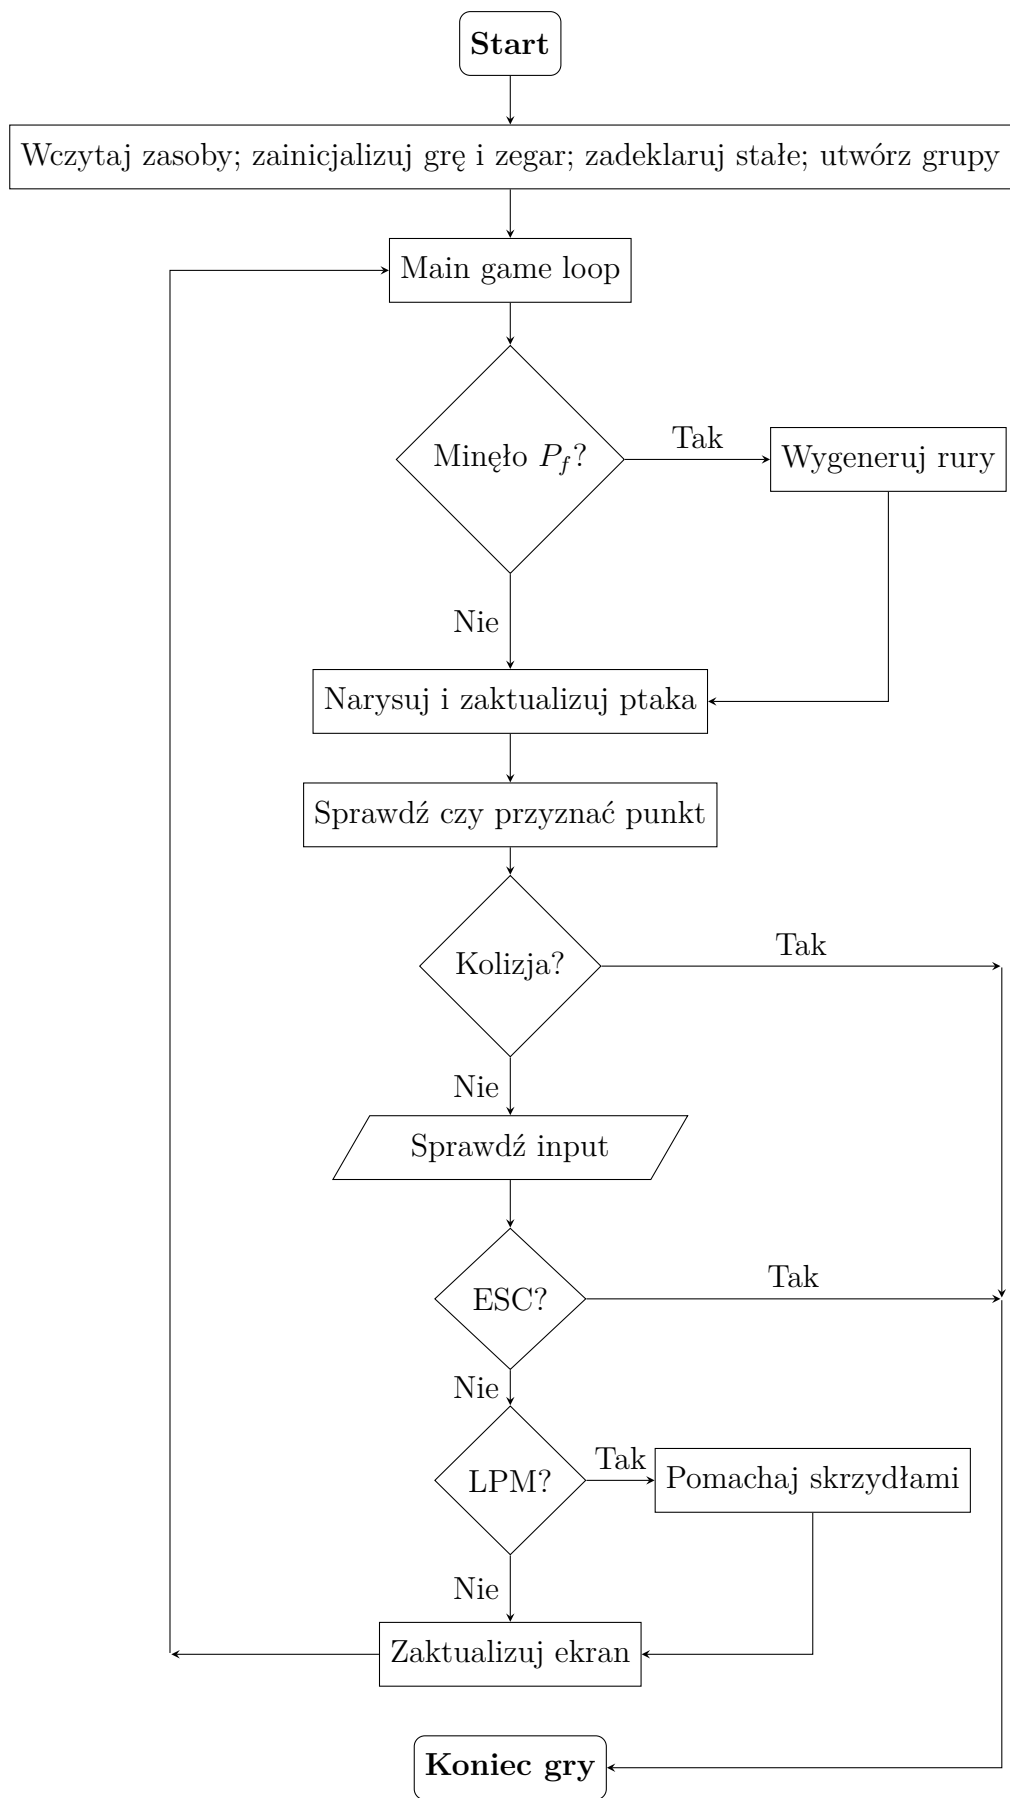 Start
Wczytaj zasoby; zainicjalizuj grę i zegar; zadeklaruj stałe; utwórz grupy
Main game loop
Minęło P_f?
Tak
Wygeneruj rury
Nie
Narysuj i zaktualizuj ptaka
Sprawdź czy przyznać punkt
Kolizja?
Tak
Nie
Sprawdź input
ESC?
Tak
Nie
LPM?
Tak
Pomachaj skrzydłami
Nie
Zaktualizuj ekran
Koniec gry